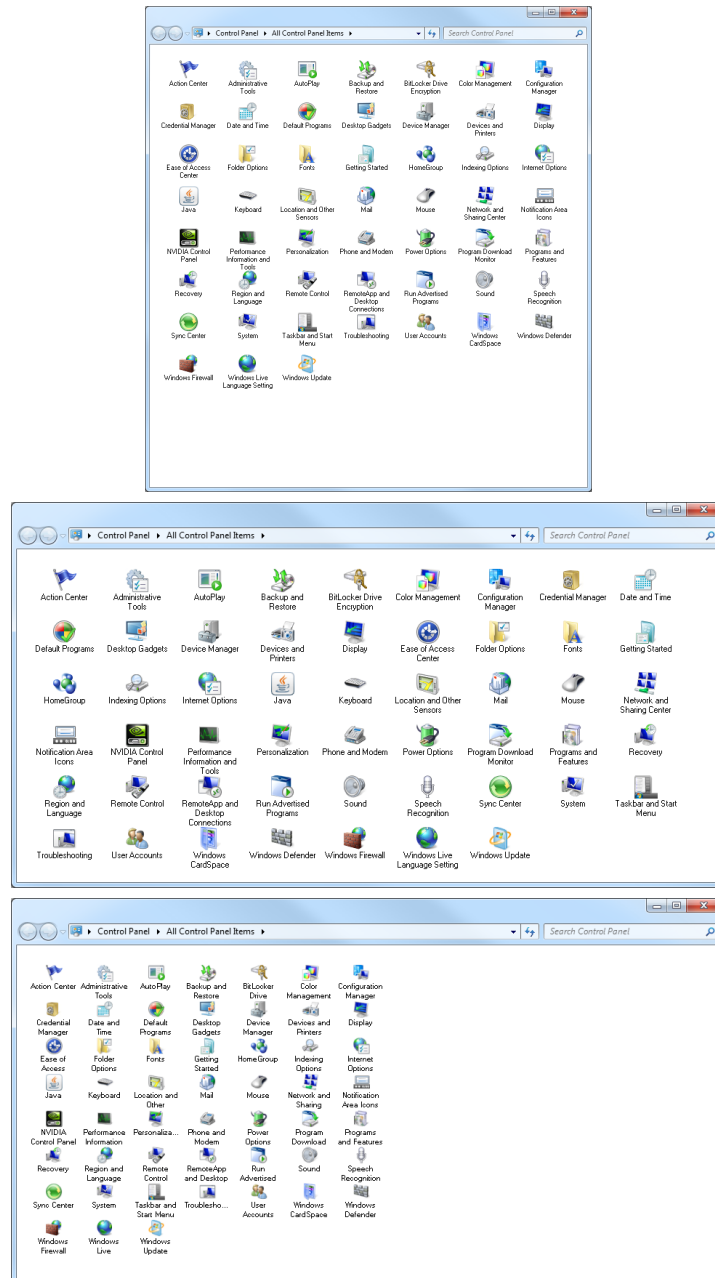 Control Panel All Control Panel Items Search Control Panel
Action Center Administrative AutoPlay Backup and BitLocker Drive Color Management Configuration
Tools Restore Encryption Manager
Credential Manager Date and Time Default Programs Desktop Gadgets Device Manager Devices and Display
Printers
Ease of Access Folder Options Fonts Getting Started HomeGroup Indexing Options Internet Options
Center
Java Keyboard Location and Other Mail Mouse Network and Notification Area
Sensors Sharing Center Icons
NVIDIA Control Performance Personalization Phone and Modem Power Options Program Download Programs and
Panel Information and Monitor Features
Tools
Recovery Region and Remote Control RemoteApp and Run Advertised Sound Speech
Language Desktop Programs Recognition
Connections
Sync Center System Taskbar and Start Troubleshooting User Accounts Windows Windows Defender
Menu CardSpace
Windows Firewall Windows Live Windows Update
Language Setting
Control Panel All Control Panel Items Search Control Panel
Action Center Administrative AutoPlay Backup and BitLocker Drive Color Management Configuration Credential Manager Date and Time
Tools Restore Encryption Manager
Default Programs Desktop Gadgets Device Manager Devices and Display Ease of Access Folder Options Fonts Getting Started
Printers Center
HomeGroup Indexing Options Internet Options Java Keyboard Location and Other Mail Mouse Network and
Sensors Sharing Center
Notification Area NVIDIA Control Performance Personalization Phone and Modem Power Options Program Download Programs and Recovery
Icons Panel Information and Monitor Features
Tools
Region and Remote Control RemoteApp and Run Advertised Sound Speech Sync Center System Taskbar and Start
Language Desktop Programs Recognition Menu
Connections
Troubleshooting User Accounts Windows Windows Defender Windows Firewall Windows Live Windows Update
CardSpace Language Setting
Control Panel All Control Panel Items Search Control Panel
Action Center Administrative AutoPlay Backup and BitLocker Color Configuration
Tools Restore Drive Management Manager
Credential Date and Default Desktop Device Devices and Display
Manager Time Programs Gadgets Manager Printers
Ease of Folder Fonts Getting HomeGroup Indexing Internet
Access Options Started Options Options
Java Keyboard Location and Mail Mouse Network and Notification
Other Sharing Area Icons
NVIDIA Performance Personaliza... Phone and Power Program Programs
Control Panel Information Modem Options Download and Features
Recovery Region and Remote RemoteApp Run Sound Speech
Language Control and Desktop Advertised Recognition
Sync Center System Taskbar and Troublesho... User Windows Windows
Start Menu Accounts CardSpace Defender
Windows Windows Windows
Firewall Live Update